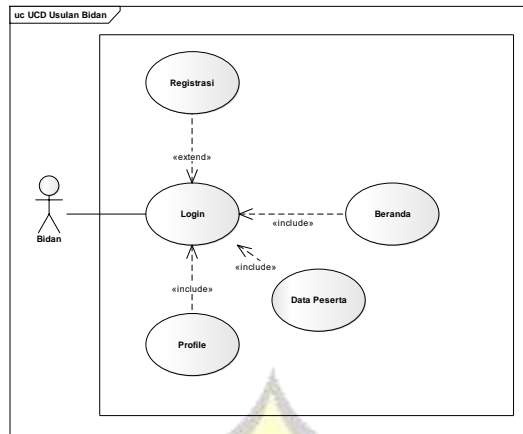 uc UCD Usulan Bidan
Registrasi
«extend»
Login
Beranda
«include»
Bidan
«include»
Data Peserta
«include»
Profile